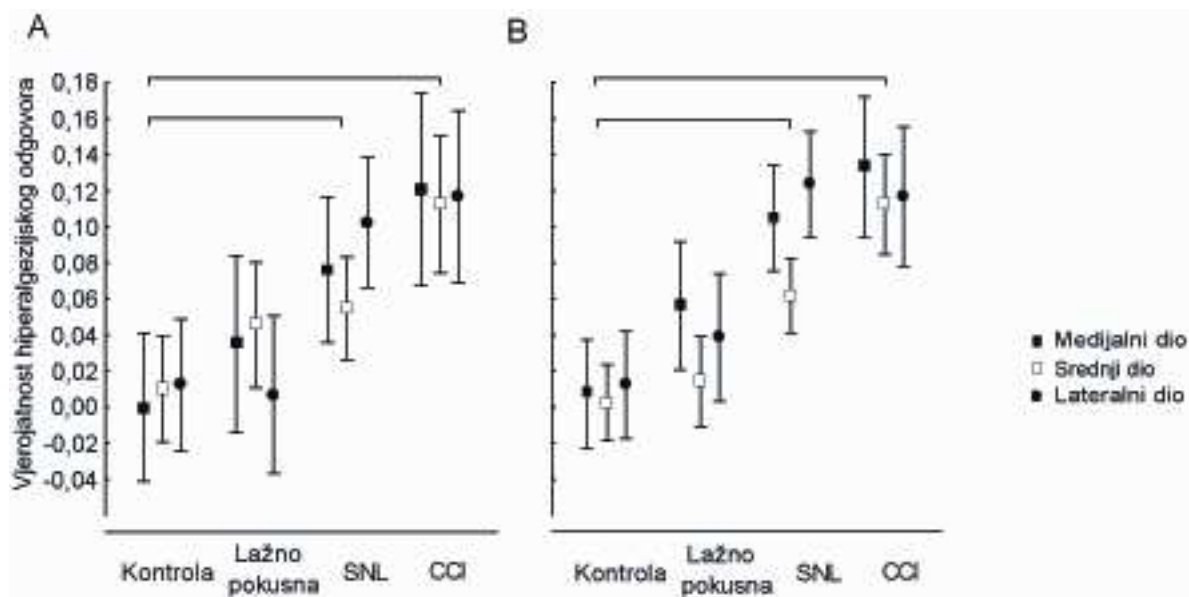 A
B
Vjerojatnost hiperalgezijskog odgovora
0,18
0,16
0,14
0,12
0,10
0,08
0,06
0,04
0,02
0,00
-0,02
-0,04
Kontrola
Lažno
pokusna
SNL
CCI
Kontrola
Lažno
pokusna
SNL
CCI
Medijalni dio
Srednji dio
Lateralni dio